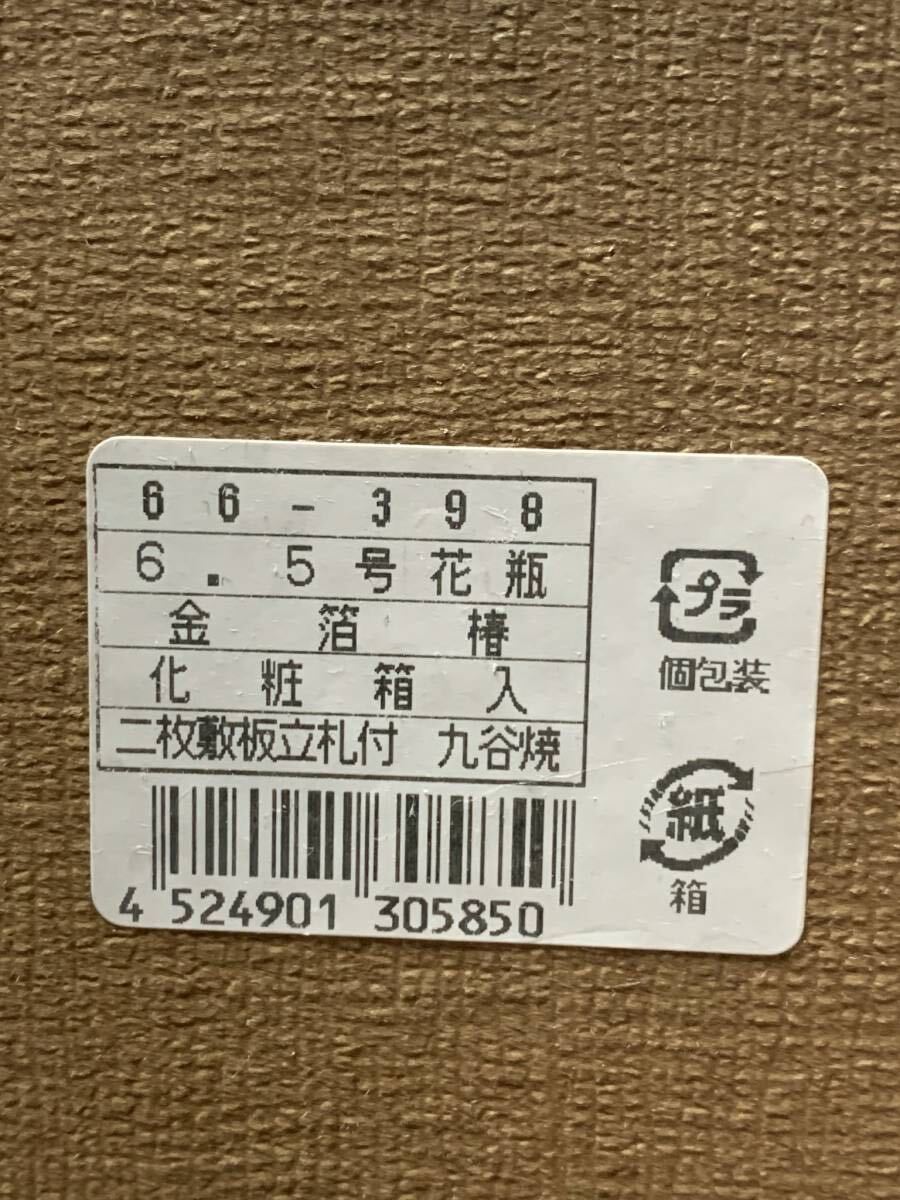 66-398
6.5号花瓶
金箔椿
化粧箱入
二枚敷板立札付 九谷焼
4 524901 305850
プラ
個包装
紙
箱